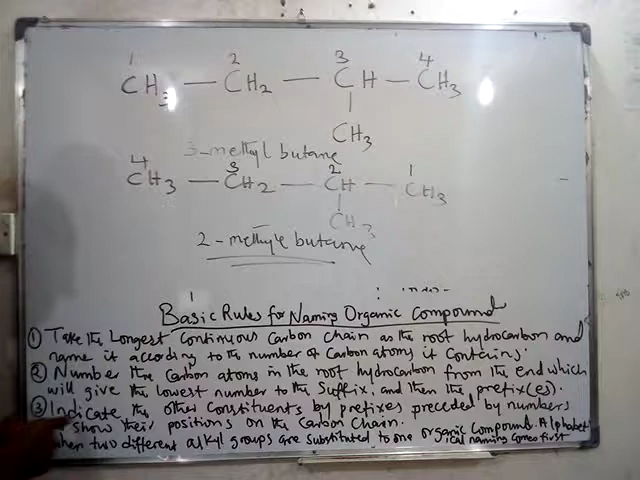 1 2 3 4
CH3 — CH2 — CH — CH3
CH3
3-methyl butane
4 3 2 1
CH3 — CH2 — CH — CH3
CH3
2-methyle butane
Basic Rules for Naming Organic Compound
① Take the Longest Continuous Carbon Chain as the root hydrocarbon and
name it according to the number of Carbon atoms it Contains.
② Number the Carbon atoms in the root hydrocarbon from the end which
will give the lowest number to the Suffix, and then the prefix(es).
③ Indicate the other Constituents by prefixes preceded by numbers
show their positions on the Carbon Chain.
when two different alkyl groups are substituted to one organic Compound. Alphabet
ical naming Comes first